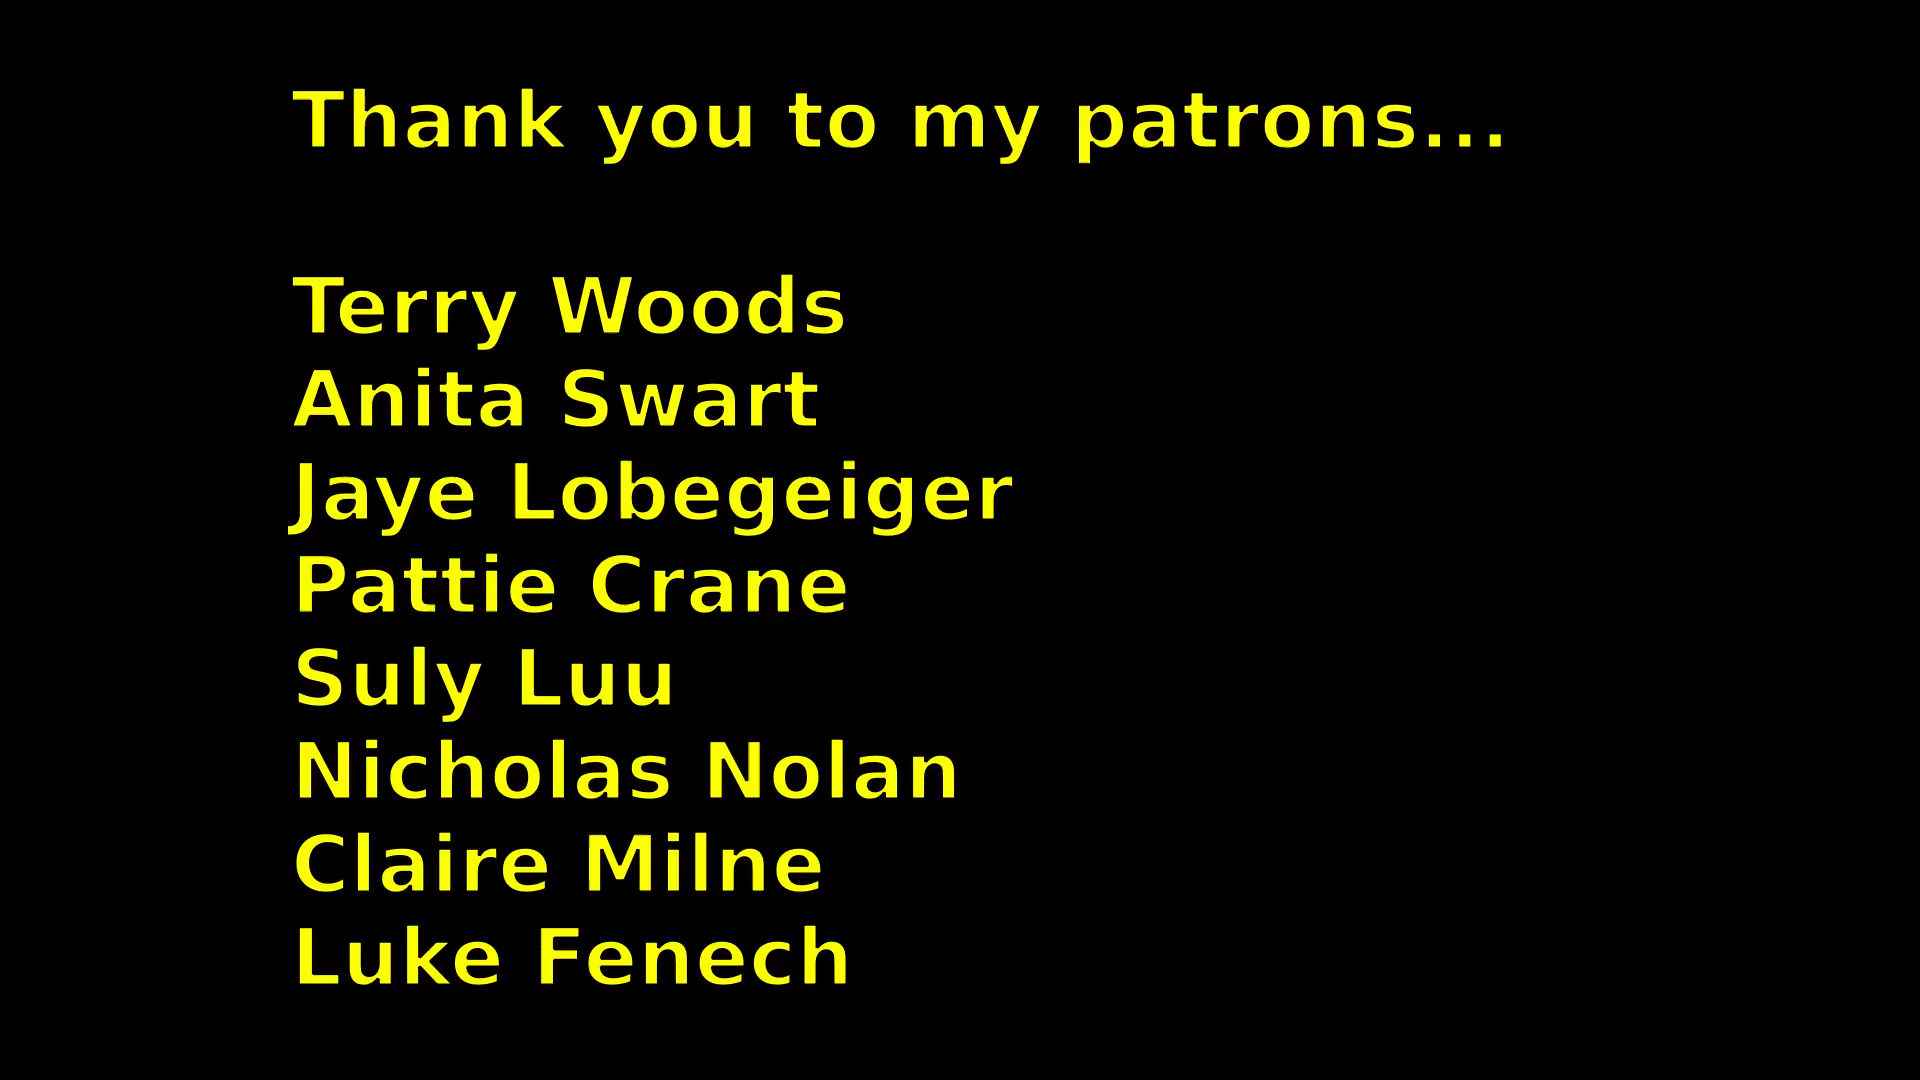 Thank you to my patrons...
Terry Woods
Anita Swart
Jaye Lobegeiger
Pattie Crane
Suly Luu
Nicholas Nolan
Claire Milne
Luke Fenech